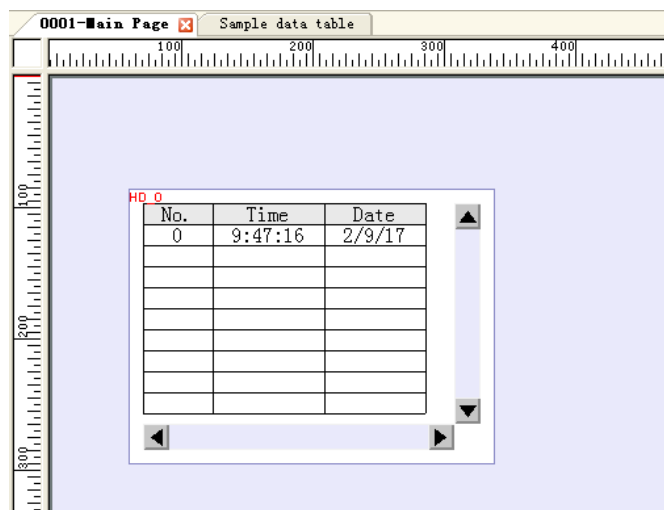 0001-Main Page Sample data table
100 200 300 400
100
HD 0
No. Time Date
0 9:47:16 2/9/17
200
300